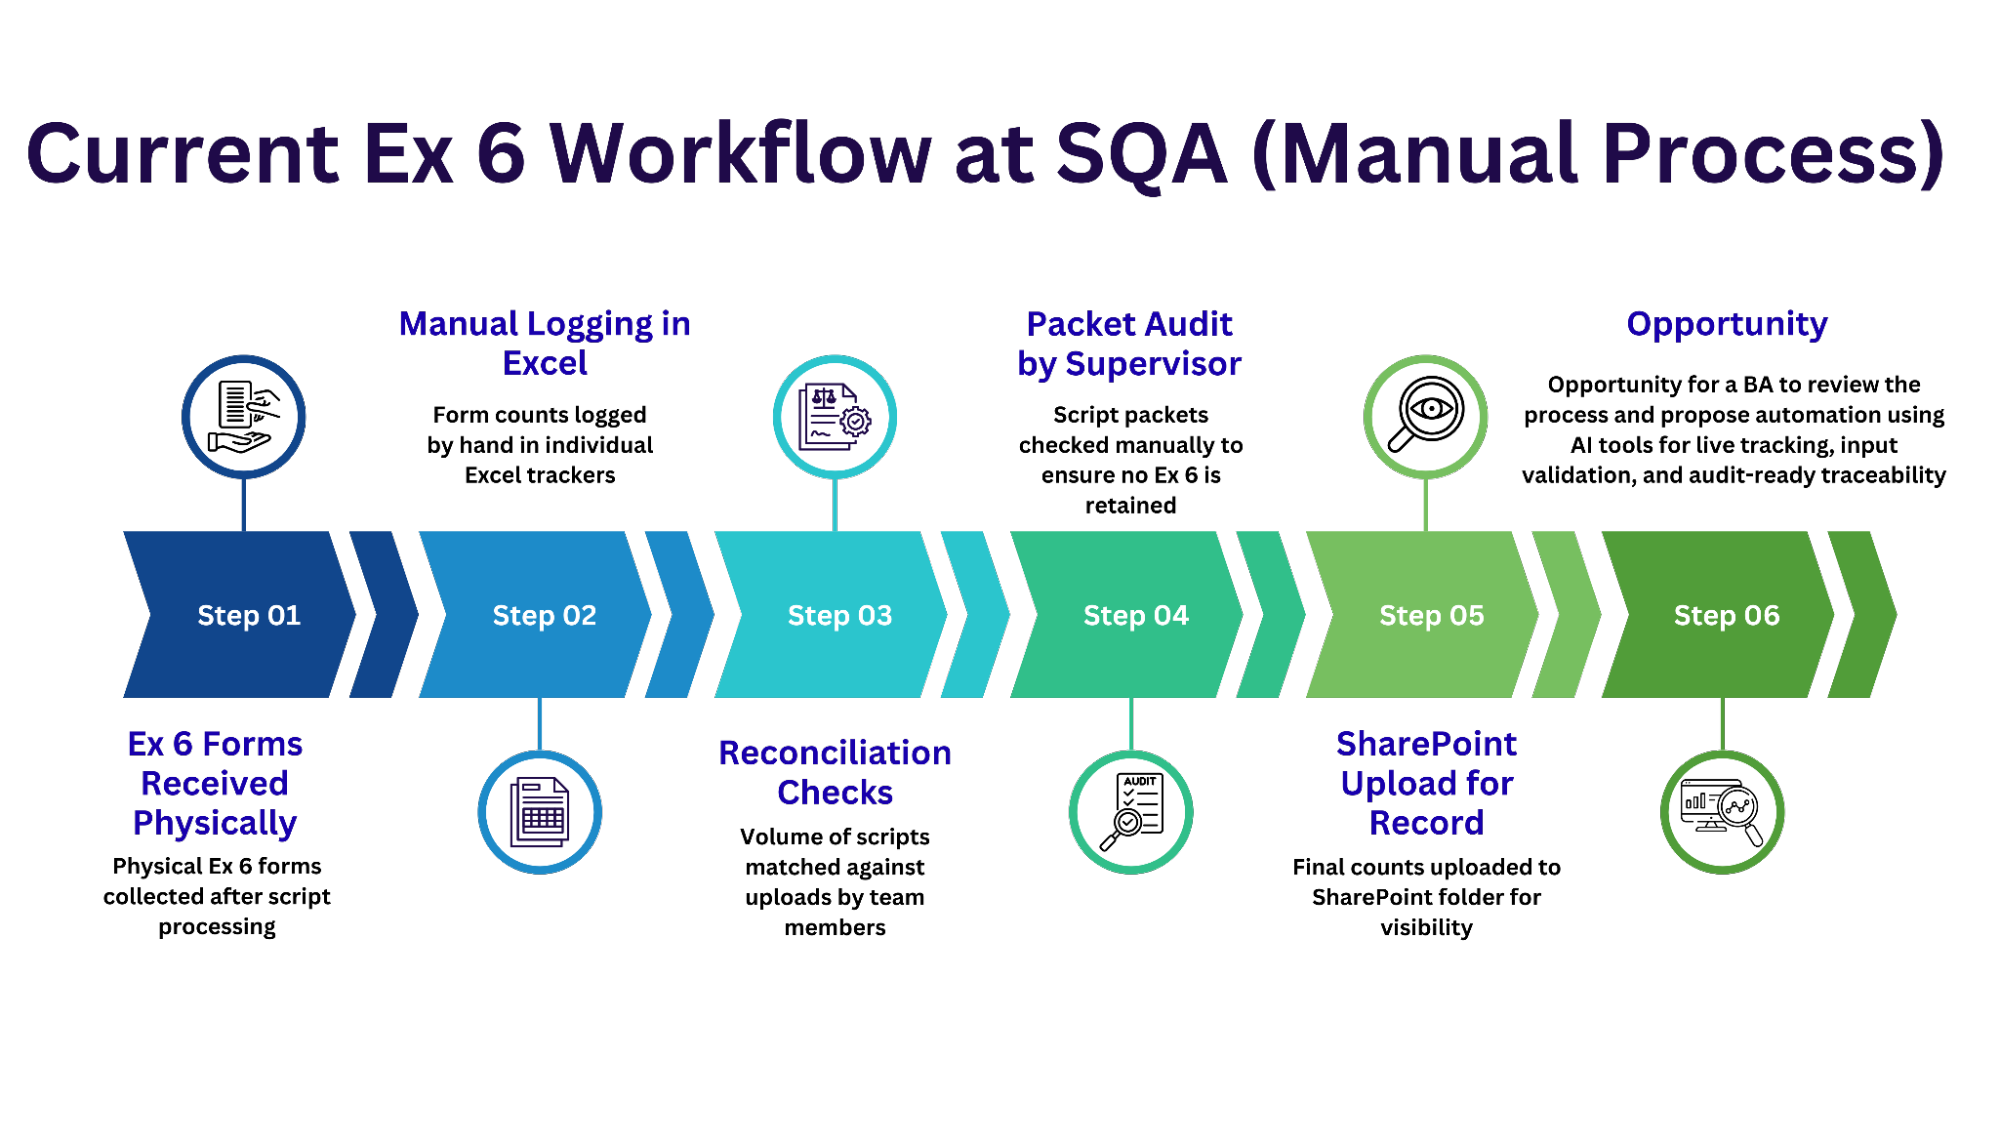 Current Ex 6 Workflow at SQA (Manual Process)
Manual Logging in
Excel
Form counts logged
by hand in individual
Excel trackers
Packet Audit
by Supervisor
Script packets
checked manually to
ensure no Ex 6 is
retained
Opportunity
Opportunity for a BA to review the
process and propose automation using
AI tools for live tracking, input
validation, and audit-ready traceability
Step 01
Step 02
Step 03
Step 04
Step 05
Step 06
Ex 6 Forms
Received
Physically
Physical Ex 6 forms
collected after script
processing
Reconciliation
Checks
Volume of scripts
matched against
uploads by team
members
AUDIT
SharePoint
Upload for
Record
Final counts uploaded to
SharePoint folder for
visibility